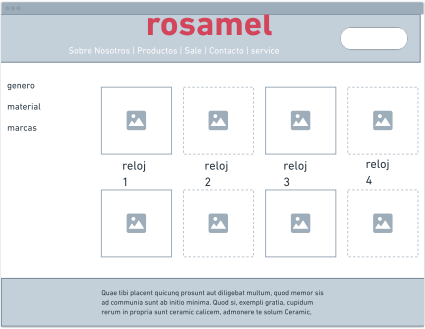 rosamel
Sobre Nosotros | Productos | Sale | Contacto | service
genero
material
marcas
reloj
1
reloj
2
reloj
3
reloj
4
Quae tibi placent quicunq prosunt aut diligebat multum, quod memor sis
ad communia sunt ab initio minima. Quod si, exempli gratia, cupidum
rerum in propria sunt ceramic calicem, admonere te solum Ceramic,